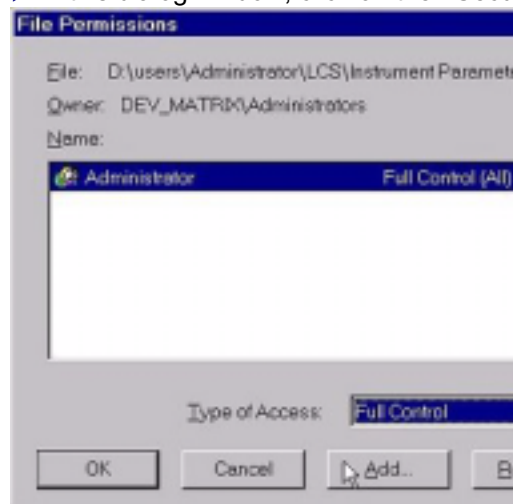 File Permissions
File: D:\users\Administrator\LCS\Instrument Paramete
Owner: DEV_MATRIX\Administrators
Name:
Administrator Full Control (All)
Type of Access: Full Control
OK Cancel Add...